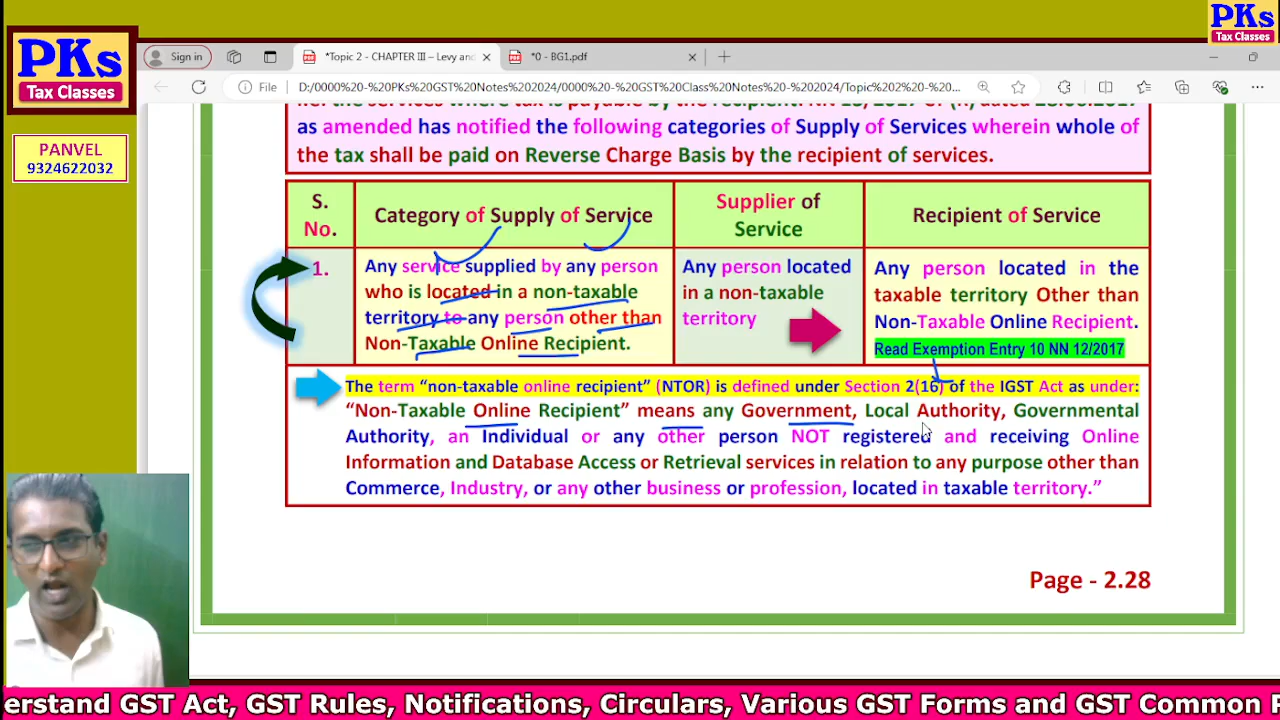 PKs
Tax Classes
PKs
Tax Classes
PANVEL
9324622032
Sign in
*Topic 2 - CHAPTER III – Levy and
*0 - BG1.pdf
File
D:/0000%20-%20PKs%20GST%20Notes%202024/0000%20-%20GST%20Class%20Notes%20-%202024/Topic%202%20-%20...
as amended has notified the following categories of Supply of Services wherein whole of
the tax shall be paid on Reverse Charge Basis by the recipient of services.
S. No.
Category of Supply of Service
Supplier of Service
Recipient of Service
1.
Any service supplied by any person
who is located in a non-taxable
territory to any person other than
Non-Taxable Online Recipient.
Any person located
in a non-taxable
territory
Any person located in the
taxable territory Other than
Non-Taxable Online Recipient.
Read Exemption Entry 10 NN 12/2017
The term “non-taxable online recipient” (NTOR) is defined under Section 2(16) of the IGST Act as under:
“Non-Taxable Online Recipient” means any Government, Local Authority, Governmental
Authority, an Individual or any other person NOT registered and receiving Online
Information and Database Access or Retrieval services in relation to any purpose other than
Commerce, Industry, or any other business or profession, located in taxable territory.”
Page - 2.28
erstand GST Act, GST Rules, Notifications, Circulars, Various GST Forms and GST Common P